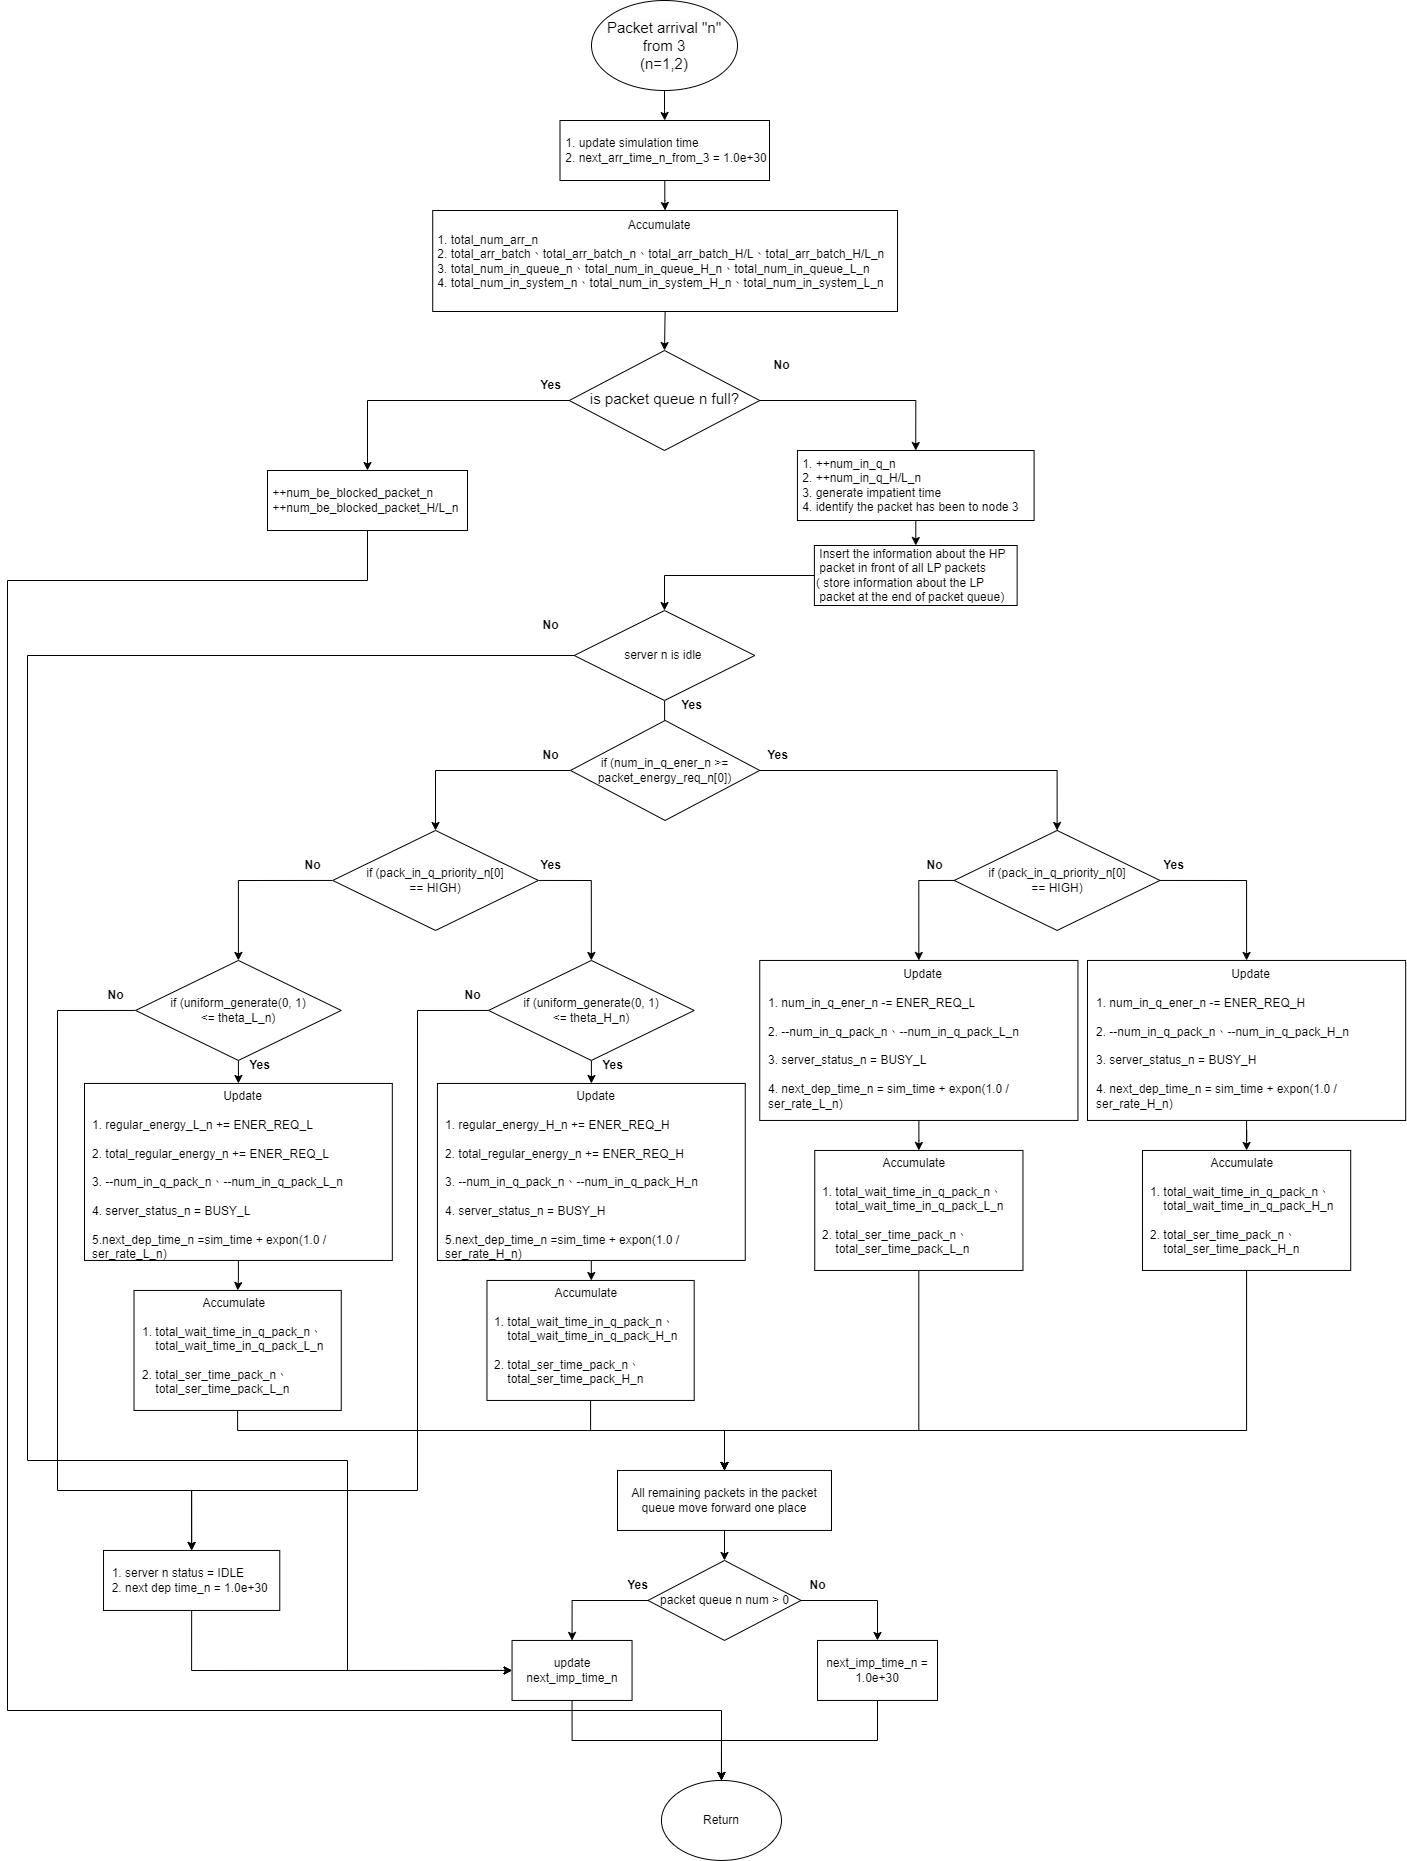 Packet arrival "n"
from 3
(n=1,2)
1. update simulation time
2. next_arr_time_n_from_3 = 1.0e+30
Accumulate
1. total_num_arr_n
2. total_arr_batch、total_arr_batch_n、total_arr_batch_H/L、total_arr_batch_H/L_n
3. total_num_in_queue_n、total_num_in_queue_H_n、total_num_in_queue_L_n
4. total_num_in_system_n、total_num_in_system_H_n、total_num_in_system_L_n
No
Yes
is packet queue n full?
1. ++num_in_q_n
2. ++num_in_q_H/L_n
3. generate impatient time
4. identify the packet has been to node 3
++num_be_blocked_packet_n
++num_be_blocked_packet_H/L_n
Insert the information about the HP
packet in front of all LP packets
( store information about the LP
packet at the end of packet queue)
No
server n is idle
Yes
No
Yes
if (num_in_q_ener_n >=
packet_energy_req_n[0])
No
Yes
if (pack_in_q_priority_n[0]
== HIGH)
No
Yes
if (pack_in_q_priority_n[0]
== HIGH)
No
if (uniform_generate(0, 1)
<= theta_L_n)
Yes
No
if (uniform_generate(0, 1)
<= theta_H_n)
Yes
Update
1. num_in_q_ener_n -= ENER_REQ_L
2. --num_in_q_pack_n、--num_in_q_pack_L_n
3. server_status_n = BUSY_L
4. next_dep_time_n = sim_time + expon(1.0 /
ser_rate_L_n)
Update
1. num_in_q_ener_n -= ENER_REQ_H
2. --num_in_q_pack_n、--num_in_q_pack_H_n
3. server_status_n = BUSY_H
4. next_dep_time_n = sim_time + expon(1.0 /
ser_rate_H_n)
Update
1. regular_energy_L_n += ENER_REQ_L
2. total_regular_energy_n += ENER_REQ_L
3. --num_in_q_pack_n、--num_in_q_pack_L_n
4. server_status_n = BUSY_L
5.next_dep_time_n =sim_time + expon(1.0 /
ser_rate_L_n)
Update
1. regular_energy_H_n += ENER_REQ_H
2. total_regular_energy_n += ENER_REQ_H
3. --num_in_q_pack_n、--num_in_q_pack_H_n
4. server_status_n = BUSY_H
5.next_dep_time_n =sim_time + expon(1.0 /
ser_rate_H_n)
Accumulate
1. total_wait_time_in_q_pack_n、
total_wait_time_in_q_pack_L_n
2. total_ser_time_pack_n、
total_ser_time_pack_L_n
Accumulate
1. total_wait_time_in_q_pack_n、
total_wait_time_in_q_pack_H_n
2. total_ser_time_pack_n、
total_ser_time_pack_H_n
Accumulate
1. total_wait_time_in_q_pack_n、
total_wait_time_in_q_pack_L_n
2. total_ser_time_pack_n、
total_ser_time_pack_L_n
Accumulate
1. total_wait_time_in_q_pack_n、
total_wait_time_in_q_pack_H_n
2. total_ser_time_pack_n、
total_ser_time_pack_H_n
All remaining packets in the packet
queue move forward one place
1. server n status = IDLE
2. next dep time_n = 1.0e+30
Yes
No
packet queue n num > 0
update
next_imp_time_n
next_imp_time_n =
1.0e+30
Return